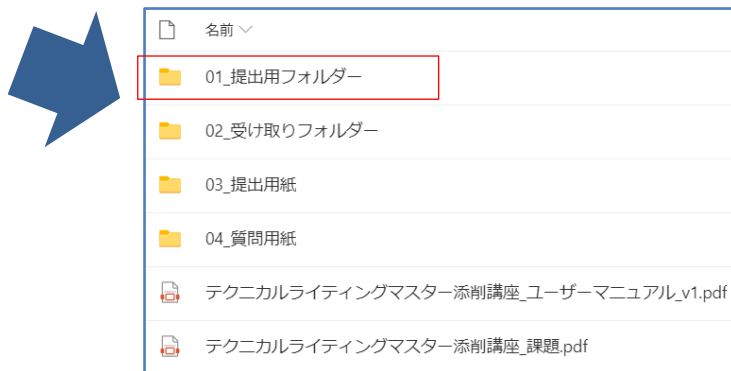 名前
01_提出用フォルダー
02_受け取りフォルダー
03_提出用紙
04_質問用紙
テクニカルライティングマスター添削講座_ユーザーマニュアル_v1.pdf
テクニカルライティングマスター添削講座_課題.pdf